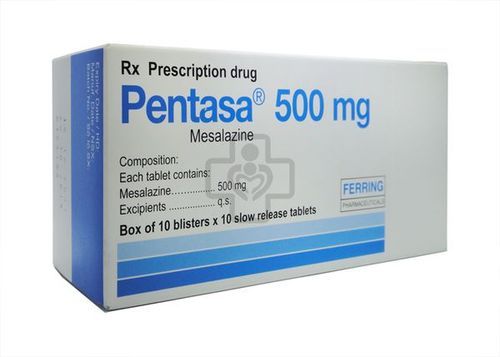 Rx Prescription drug
Pentasa® 500 mg
Mesalazine
Composition:
Each tablet contains:
Mesalazine................ 500 mg
Excipients .................. q.s.
Box of 10 blisters x 10 slow release tablets
FERRING
PHARMACEUTICALS